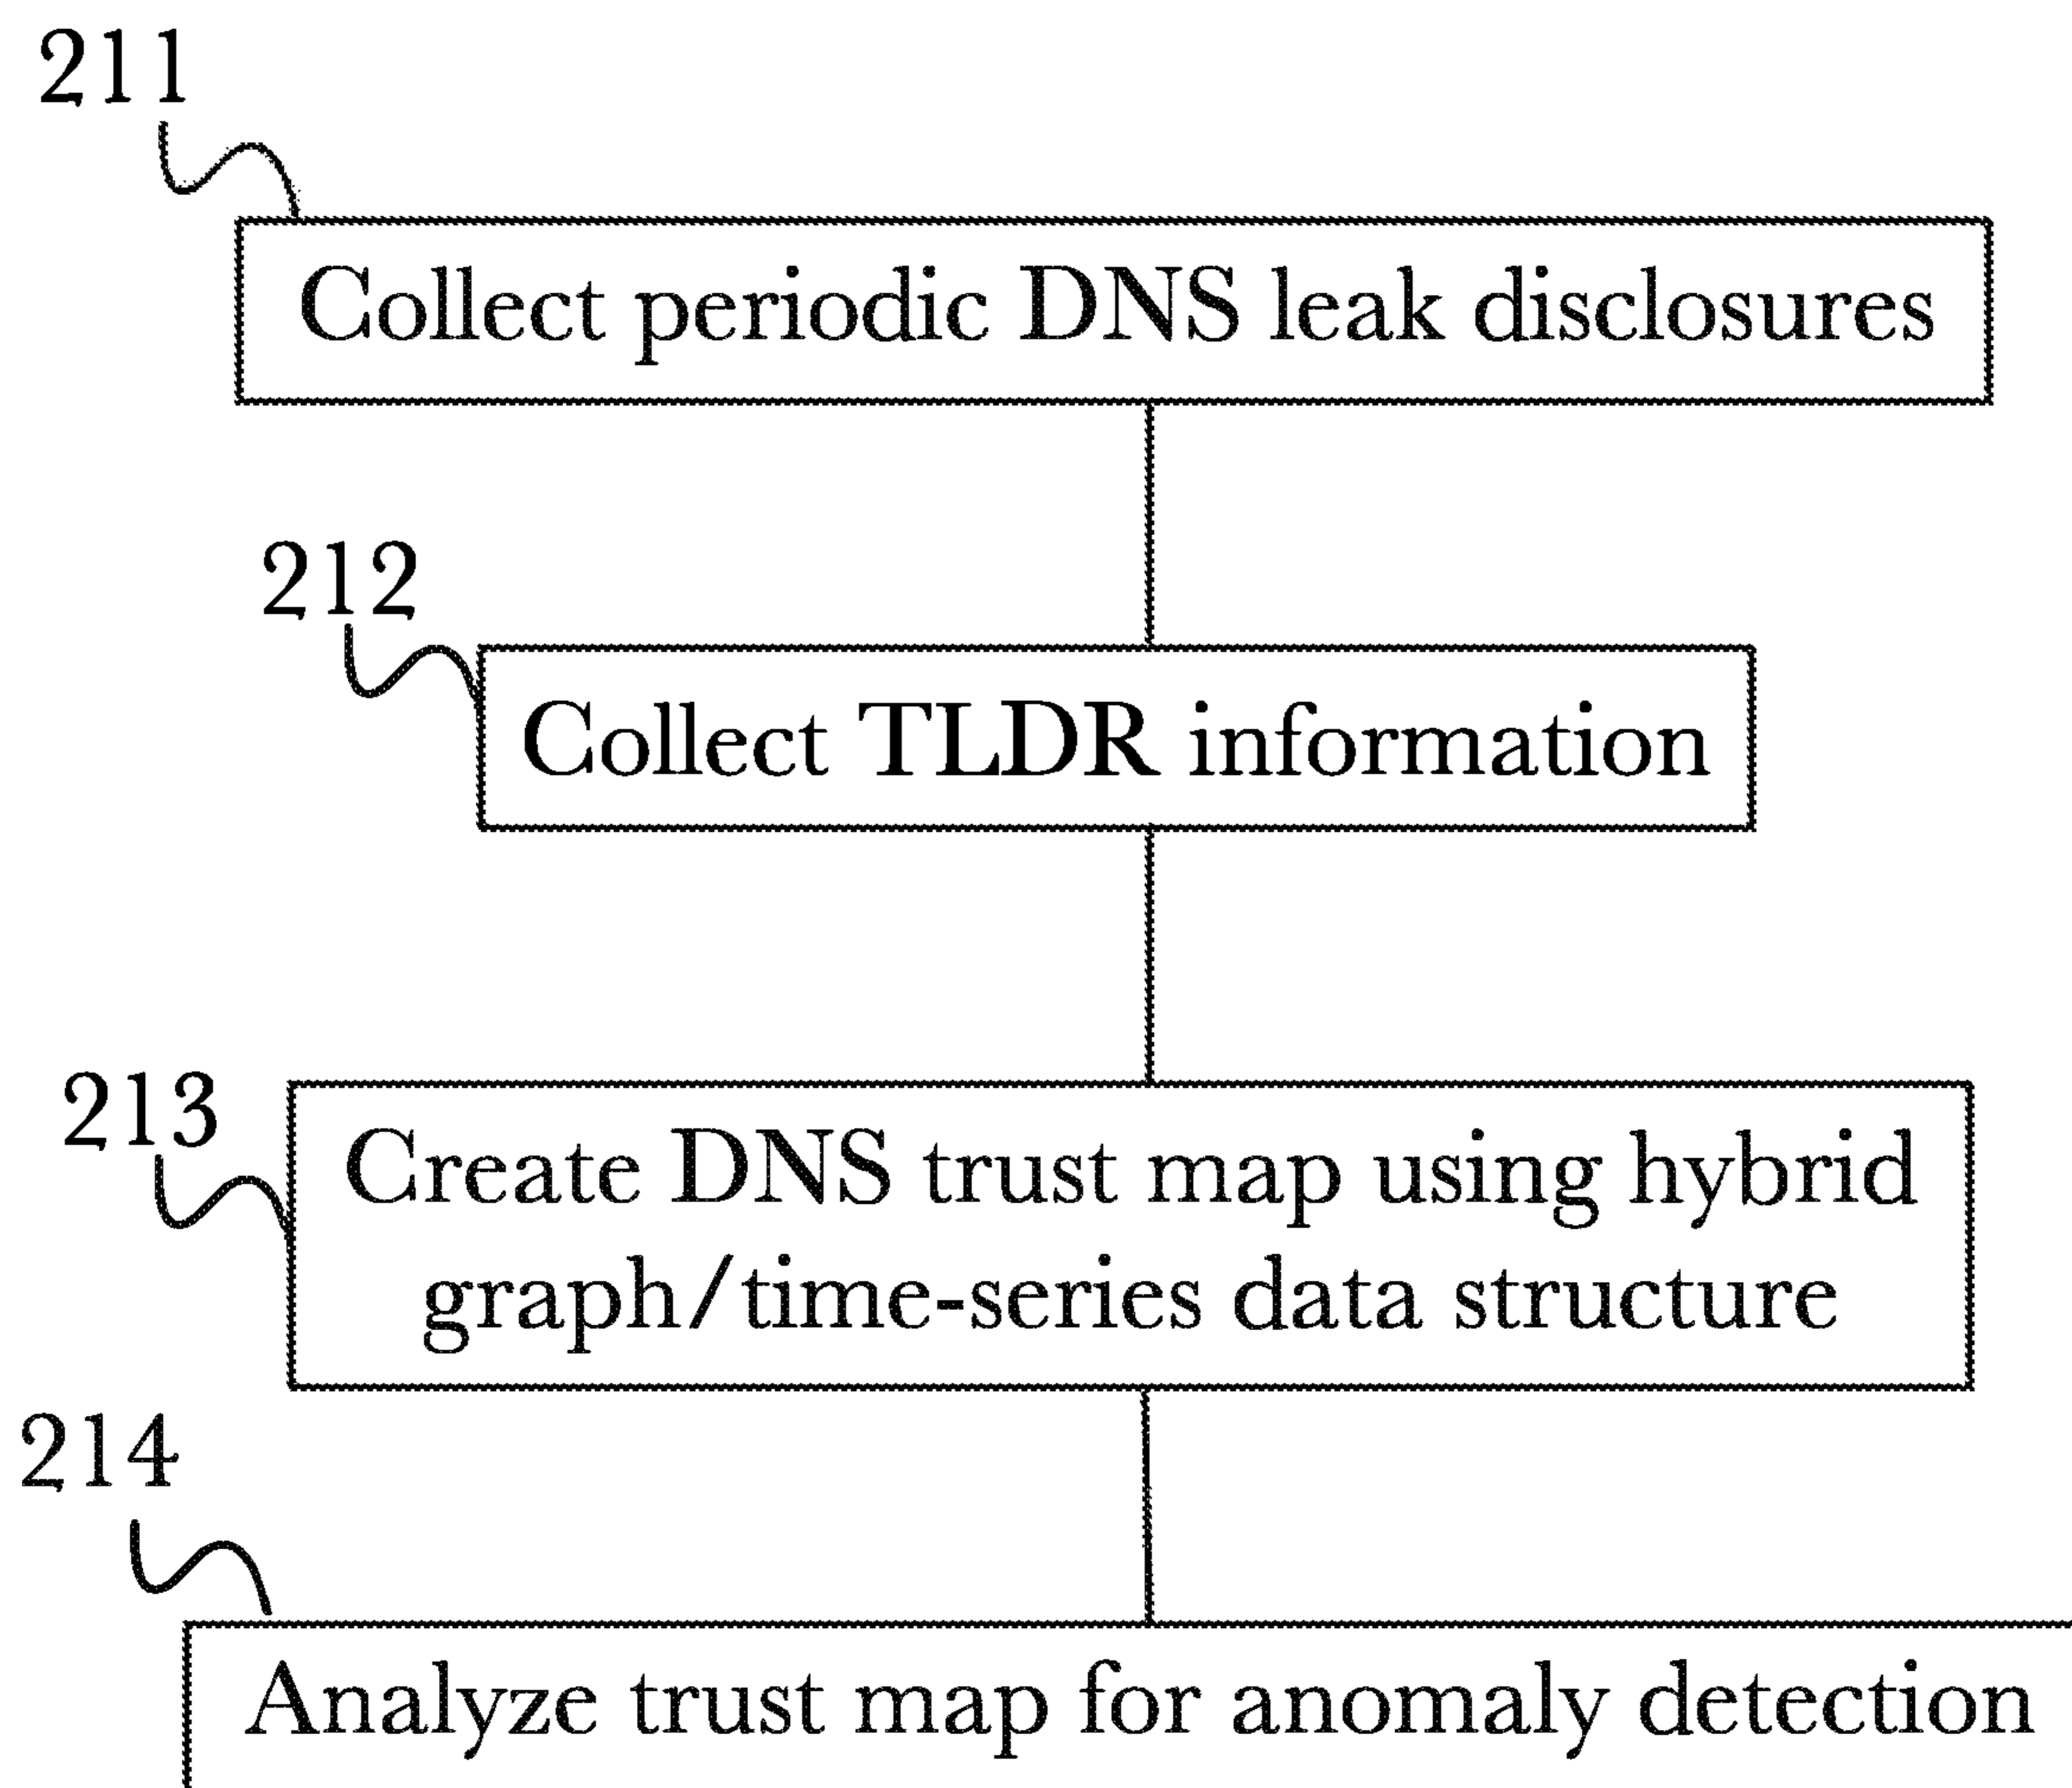 211
Collect periodic DNS leak disclosures
212
Collect TLDR information
213
Create DNS trust map using hybrid
graph/time-series data structure
214
Analyze trust map for anomaly detection